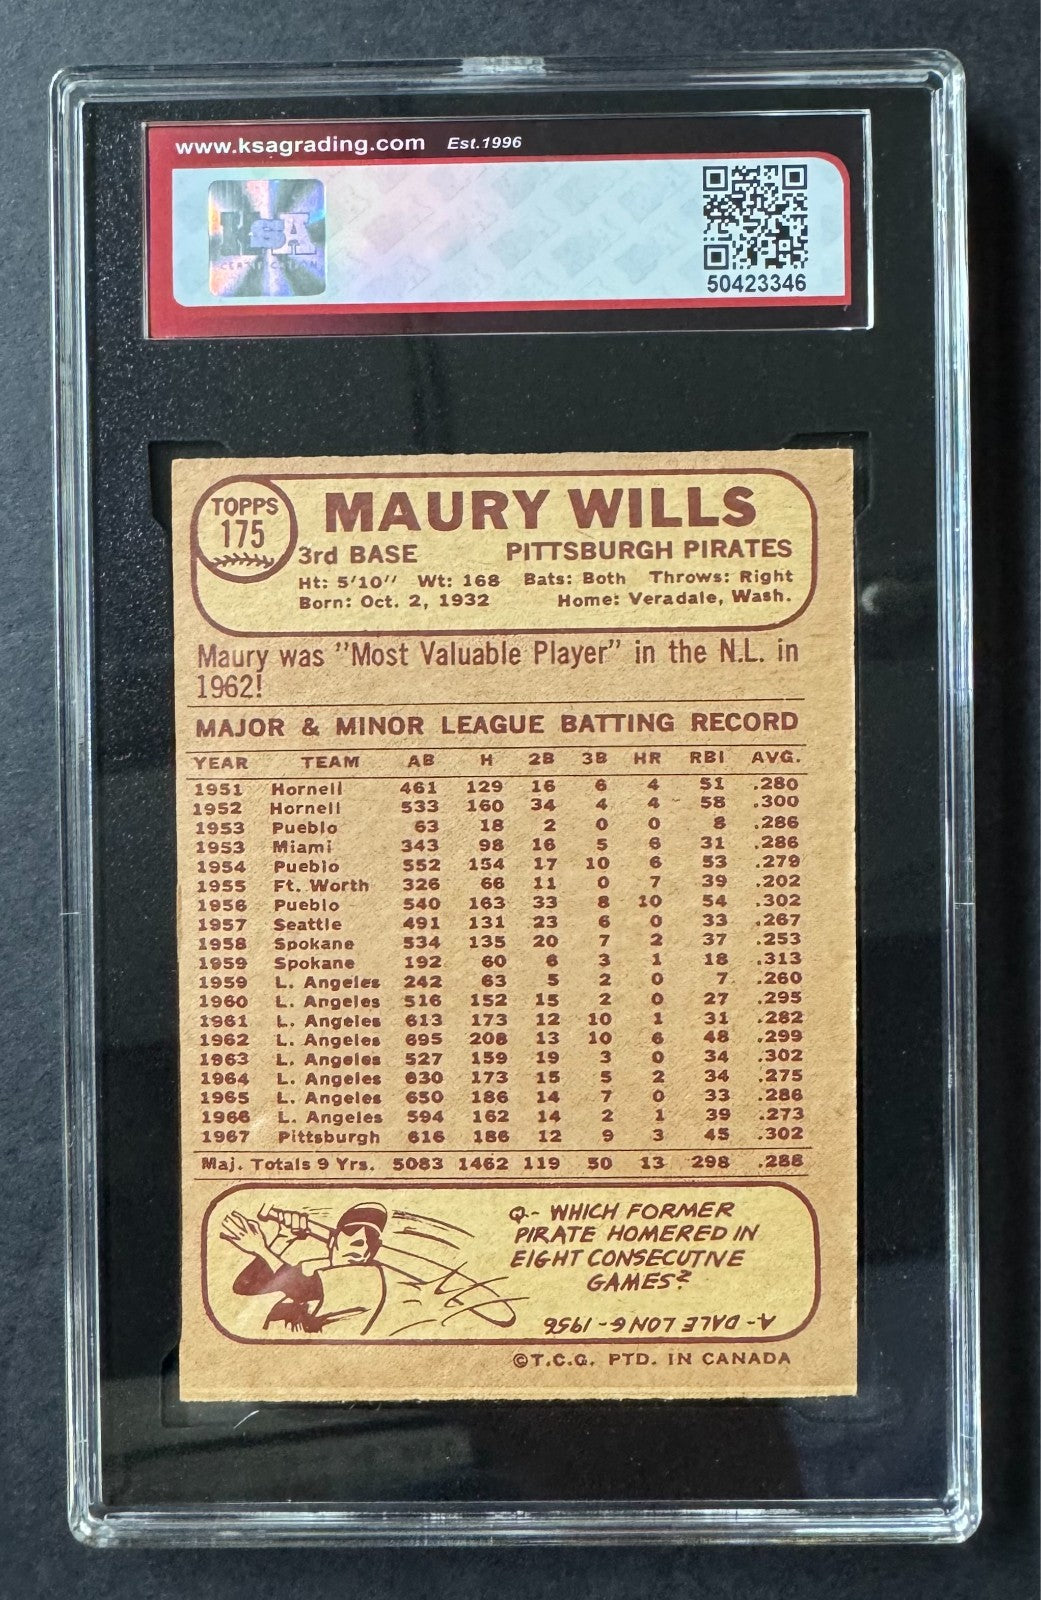 www.ksagrading.com Est.1996
KSA
CERTIFICATION
50423346
TOPPS
175
MAURY WILLS
3rd BASE PITTSBURGH PIRATES
Ht: 5'10" Wt: 168 Bats: Both Throws: Right
Born: Oct. 2, 1932 Home: Veradale, Wash.
Maury was "Most Valuable Player" in the N.L. in
1962!
MAJOR & MINOR LEAGUE BATTING RECORD
YEAR TEAM AB H 2B 3B HR RBI AVG.
1951 Hornell 461 129 16 6 4 51 .280
1952 Hornell 533 160 34 4 4 58 .300
1953 Pueblo 63 18 2 0 0 8 .286
1953 Miami 343 98 16 5 6 31 .286
1954 Pueblo 552 154 17 10 6 53 .279
1955 Ft. Worth 326 66 11 0 7 39 .202
1956 Pueblo 540 163 33 8 10 54 .302
1957 Seattle 491 131 23 6 0 33 .267
1958 Spokane 534 135 20 7 2 37 .253
1959 Spokane 192 60 6 3 1 18 .313
1959 L. Angeles 242 63 5 2 0 7 .260
1960 L. Angeles 516 152 15 2 0 27 .295
1961 L. Angeles 613 173 12 10 1 31 .282
1962 L. Angeles 695 208 13 10 6 48 .299
1963 L. Angeles 527 159 19 3 0 34 .302
1964 L. Angeles 630 173 15 5 2 34 .275
1965 L. Angeles 650 186 14 7 0 33 .286
1966 L. Angeles 594 162 14 2 1 39 .273
1967 Pittsburgh 616 186 12 9 3 45 .302
Maj. Totals 9 Yrs. 5083 1462 119 50 13 298 .288
Q- WHICH FORMER
PIRATE HOMERED IN
EIGHT CONSECUTIVE
GAMES?
A- DALE LONG - 1956
©T.C.G. PTD. IN CANADA